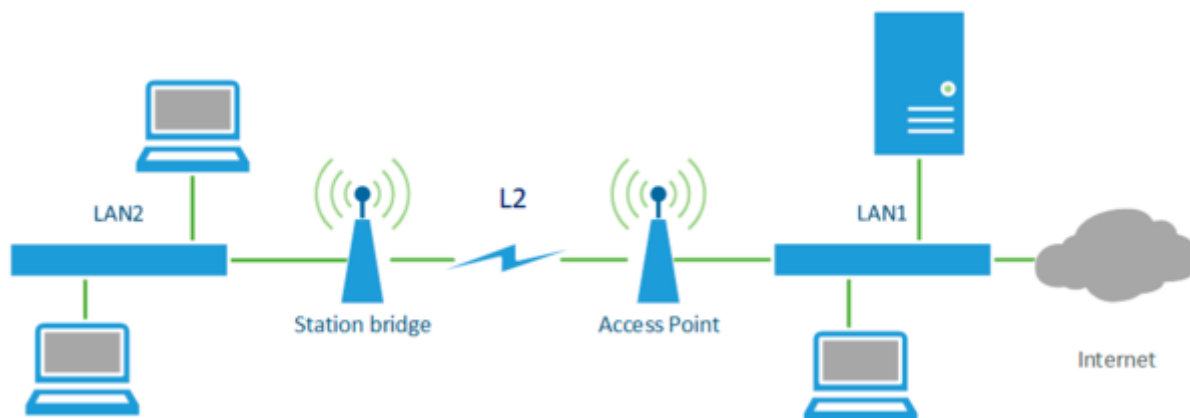 L2
LAN2
LAN1
Station bridge
Access Point
Internet